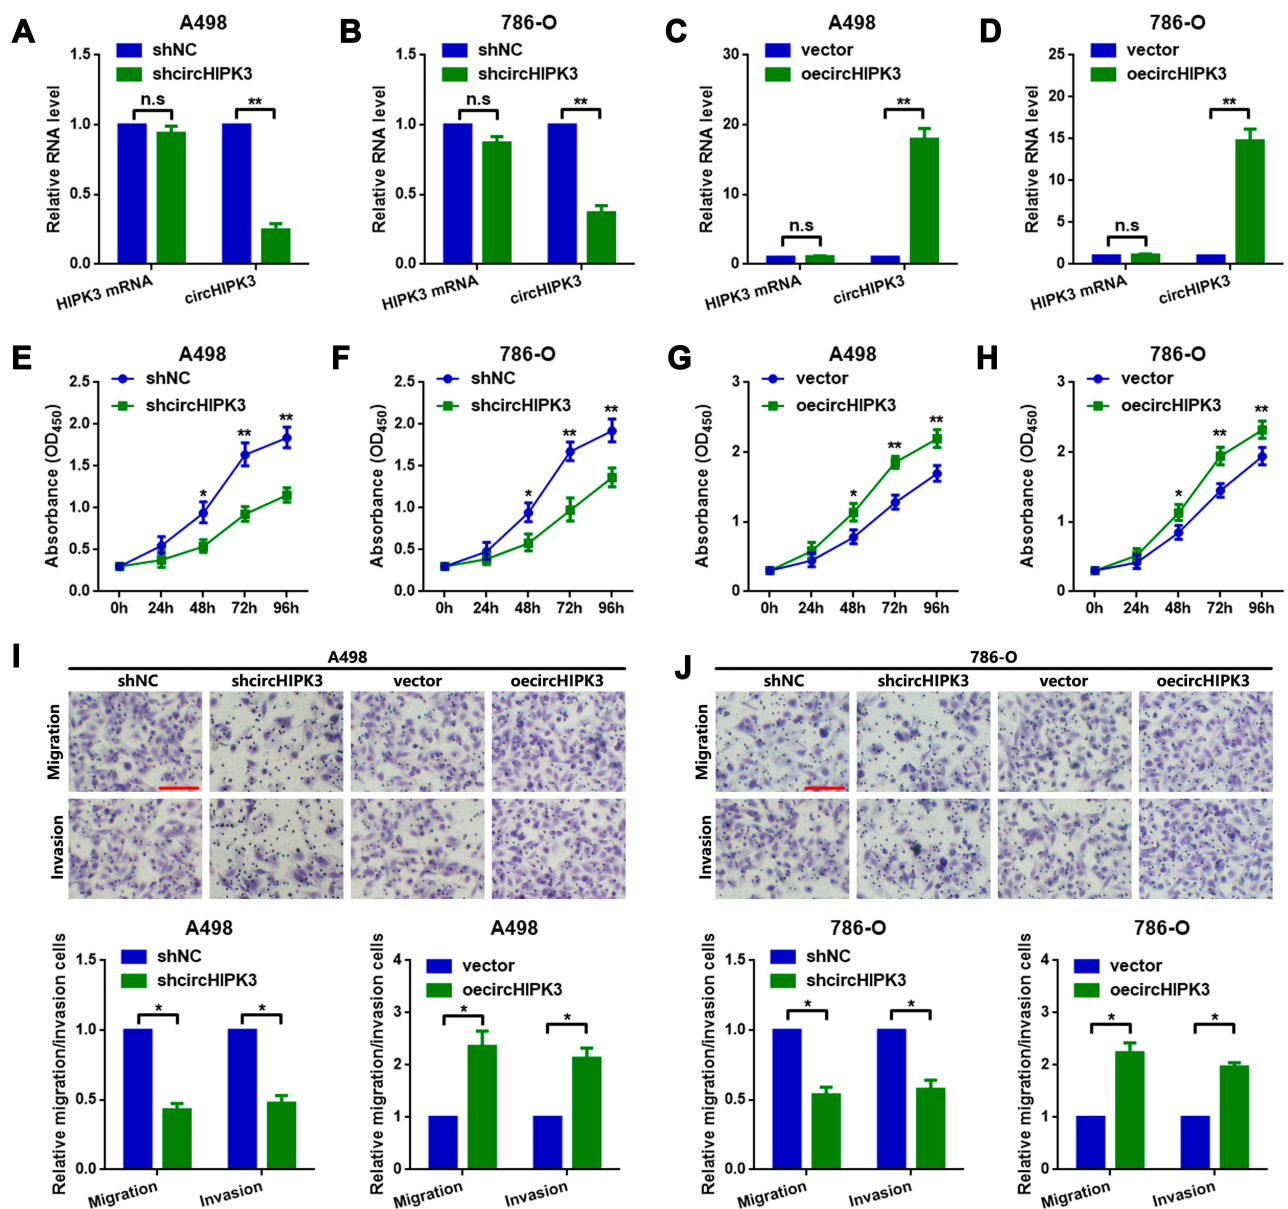 A
A498
shNC
shcircHIPK3
Relative RNA level
1.5
1.0
0.5
0.0
n.s
**
HIPK3 mRNA
circHIPK3
B
786-O
shNC
shcircHIPK3
Relative RNA level
1.5
1.0
0.5
0.0
n.s
**
HIPK3 mRNA
circHIPK3
C
A498
vector
oecircHIPK3
Relative RNA level
30
20
10
0
n.s
**
HIPK3 mRNA
circHIPK3
D
786-O
vector
oecircHIPK3
Relative RNA level
25
20
15
10
5
0
n.s
**
HIPK3 mRNA
circHIPK3
E
A498
shNC
shcircHIPK3
Absorbance (OD450)
2.5
2.0
1.5
1.0
0.5
0.0
*
**
**
0h 24h 48h 72h 96h
F
786-O
shNC
shcircHIPK3
Absorbance (OD450)
2.5
2.0
1.5
1.0
0.5
0.0
*
**
**
0h 24h 48h 72h 96h
G
A498
vector
oecircHIPK3
Absorbance (OD450)
3
2
1
0
*
**
**
0h 24h 48h 72h 96h
H
786-O
vector
oecircHIPK3
Absorbance (OD450)
3
2
1
0
*
**
**
0h 24h 48h 72h 96h
I
A498
shNC shcircHIPK3 vector oecircHIPK3
Migration
Invasion
A498
shNC
shcircHIPK3
Relative migration/invasion cells
1.5
1.0
0.5
0.0
*
*
Migration
Invasion
A498
vector
oecircHIPK3
Relative migration/invasion cells
4
3
2
1
0
*
*
Migration
Invasion
J
786-O
shNC shcircHIPK3 vector oecircHIPK3
Migration
Invasion
786-O
shNC
shcircHIPK3
Relative migration/invasion cells
1.5
1.0
0.5
0.0
*
*
Migration
Invasion
786-O
vector
oecircHIPK3
Relative migration/invasion cells
4
3
2
1
0
*
*
Migration
Invasion